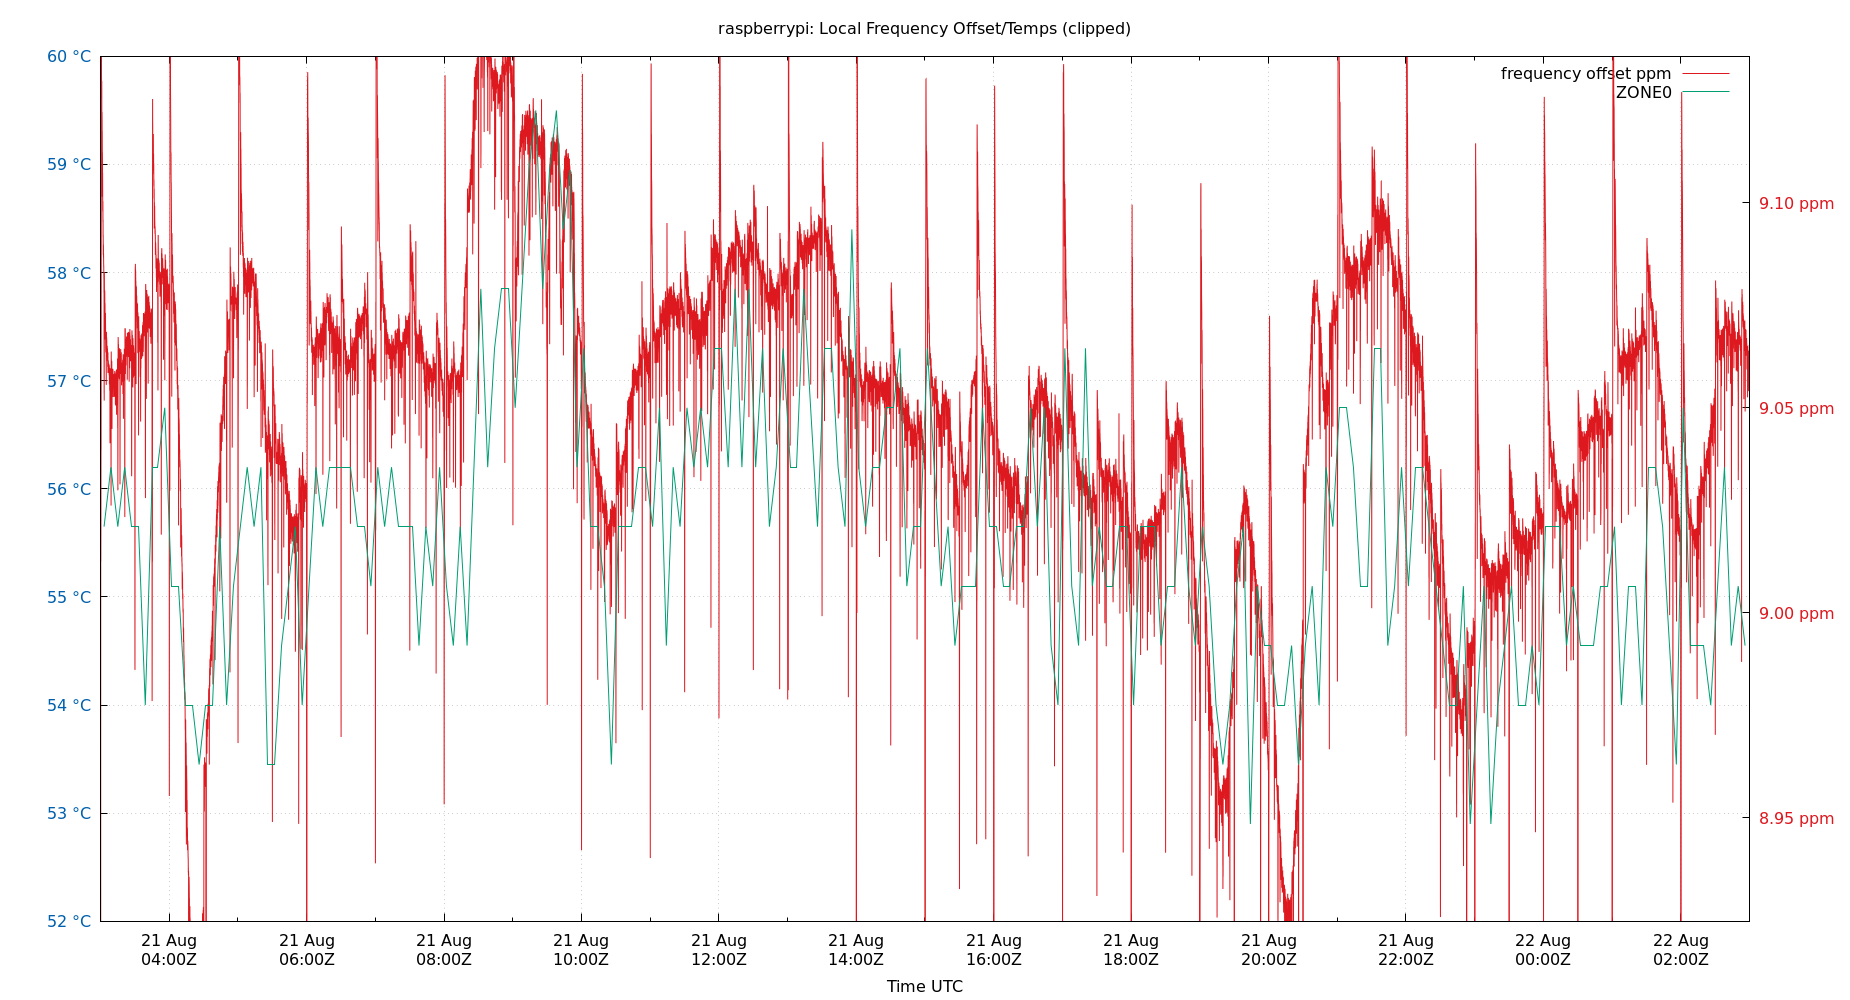 raspberrypi: Local Frequency Offset/Temps (clipped)
60 °C
59 °C
58 °C
57 °C
56 °C
55 °C
54 °C
53 °C
52 °C
frequency offset ppm
ZONE0
9.10 ppm
9.05 ppm
9.00 ppm
8.95 ppm
21 Aug 21 Aug 21 Aug 21 Aug 21 Aug 21 Aug 21 Aug 21 Aug 21 Aug 21 Aug 22 Aug 22 Aug
04:00Z 06:00Z 08:00Z 10:00Z 12:00Z 14:00Z 16:00Z 18:00Z 20:00Z 22:00Z 00:00Z 02:00Z
Time UTC